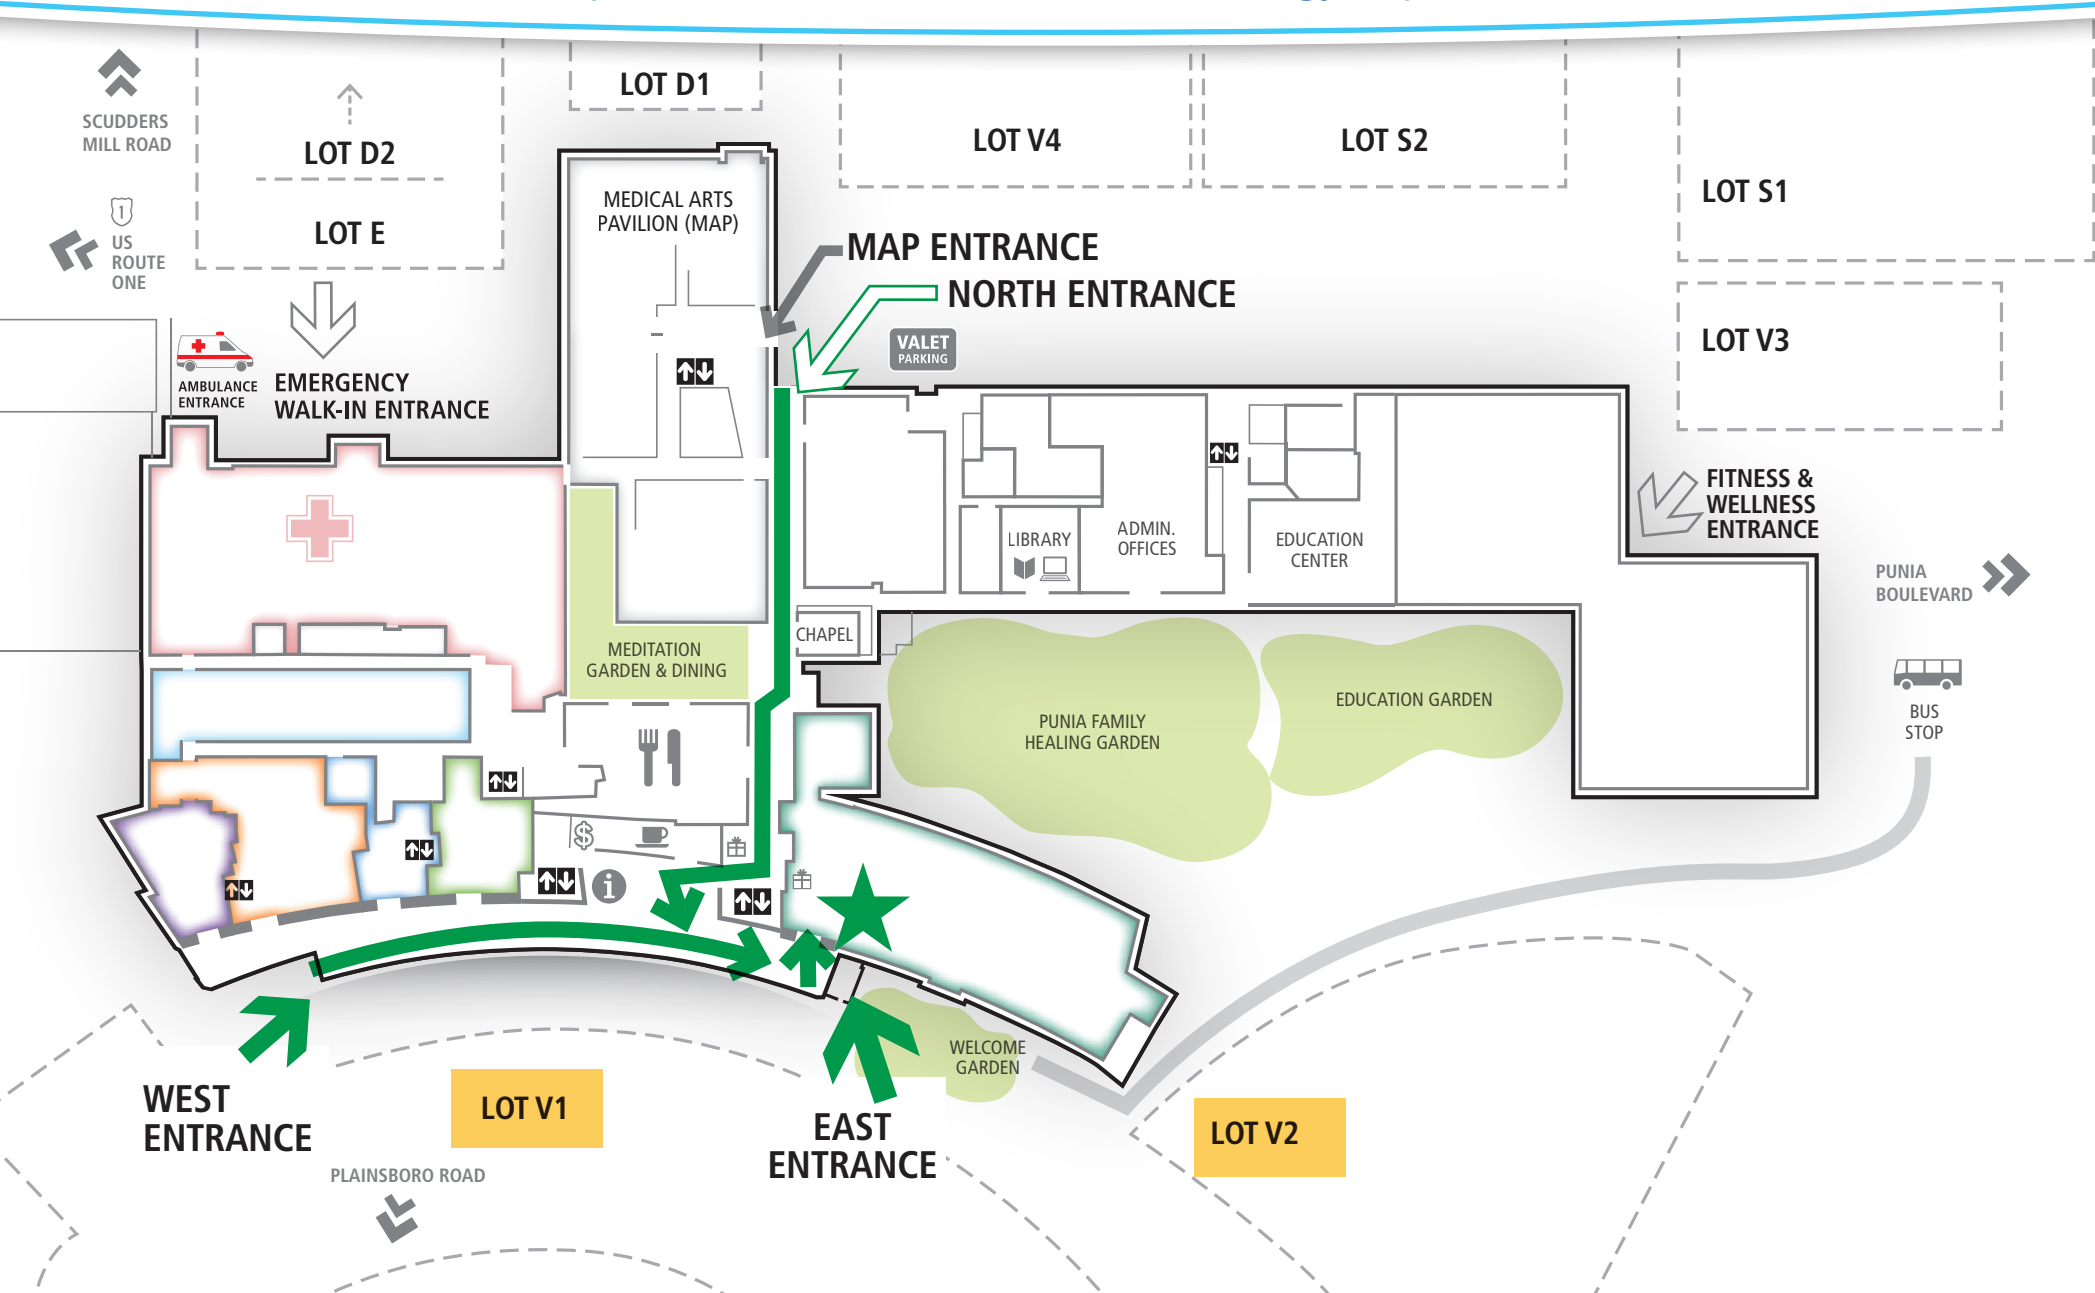 LOT D1
SCUDDERS
MILL ROAD
LOT D2
LOT V4
LOT S2
LOT S1
1
US
ROUTE
ONE
LOT E
MEDICAL ARTS
PAVILION (MAP)
MAP ENTRANCE
NORTH ENTRANCE
VALET
PARKING
LOT V3
AMBULANCE
ENTRANCE
EMERGENCY
WALK-IN ENTRANCE
FITNESS &
WELLNESS
ENTRANCE
LIBRARY
ADMIN.
OFFICES
EDUCATION
CENTER
PUNIA
BOULEVARD
CHAPEL
MEDITATION
GARDEN & DINING
PUNIA FAMILY
HEALING GARDEN
EDUCATION GARDEN
BUS
STOP
$
i
WELCOME
GARDEN
WEST
ENTRANCE
LOT V1
EAST
ENTRANCE
LOT V2
PLAINSBORO ROAD